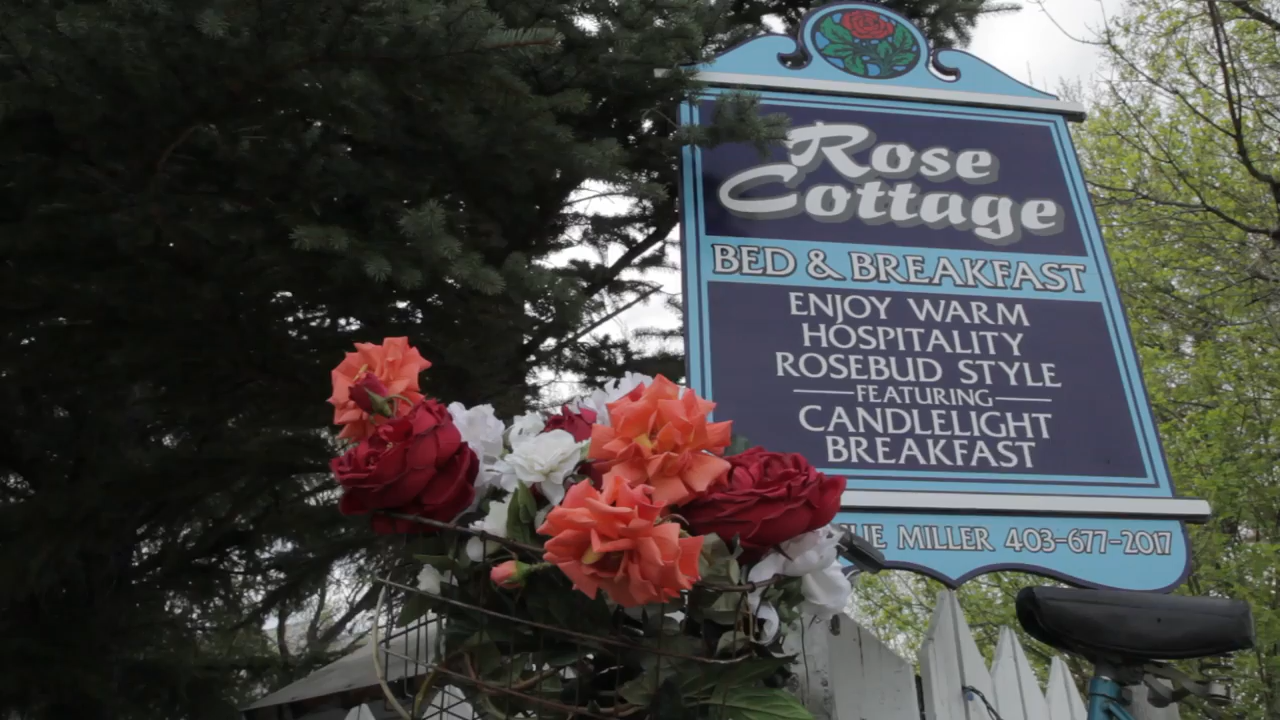 Rose
Cottage
BED & BREAKFAST
ENJOY WARM
HOSPITALITY
ROSEBUD STYLE
FEATURING
CANDLELIGHT
BREAKFAST
MILLER 403-677-2017